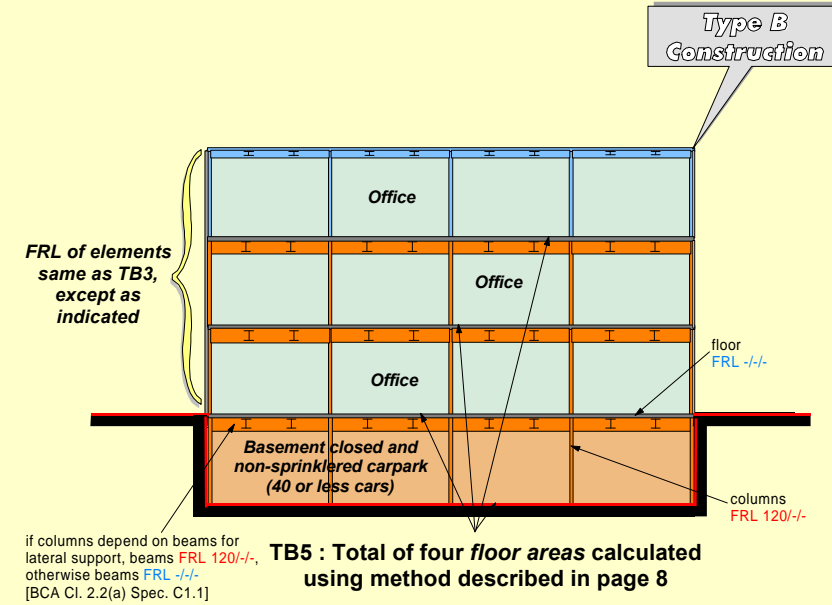 Type B
Construction
Office
FRL of elements
same as TB3,
except as
indicated
Office
floor
FRL -/-/-
Office
Basement closed and
non-sprinklered carpark
(40 or less cars)
columns
FRL 120/-/-
if columns depend on beams for
lateral support, beams FRL 120/-/-,
otherwise beams FRL -/-/-
[BCA Cl. 2.2(a) Spec. C1.1]
TB5 : Total of four floor areas calculated
using method described in page 8